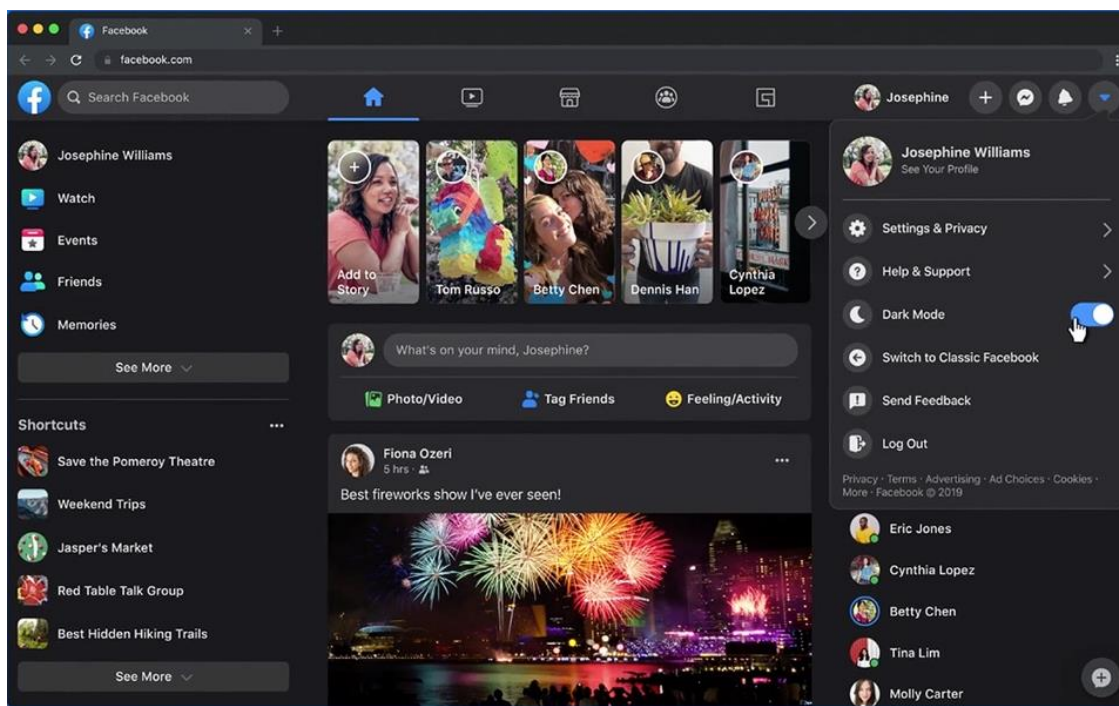 Facebook
facebook.com
Search Facebook
Josephine
Josephine Williams
Watch
Events
Friends
Memories
See More
Shortcuts
Save the Pomeroy Theatre
Weekend Trips
Jasper's Market
Red Table Talk Group
Best Hidden Hiking Trails
See More
Add to
Story
Tom Russo
Betty Chen
Dennis Han
Cynthia
Lopez
What's on your mind, Josephine?
Photo/Video
Tag Friends
Feeling/Activity
Fiona Ozeri
5 hrs ·
Best fireworks show I've ever seen!
Josephine Williams
See Your Profile
Settings & Privacy
Help & Support
Dark Mode
Switch to Classic Facebook
Send Feedback
Log Out
Privacy · Terms · Advertising · Ad Choices · Cookies ·
More · Facebook © 2019
Eric Jones
Cynthia Lopez
Betty Chen
Tina Lim
Molly Carter